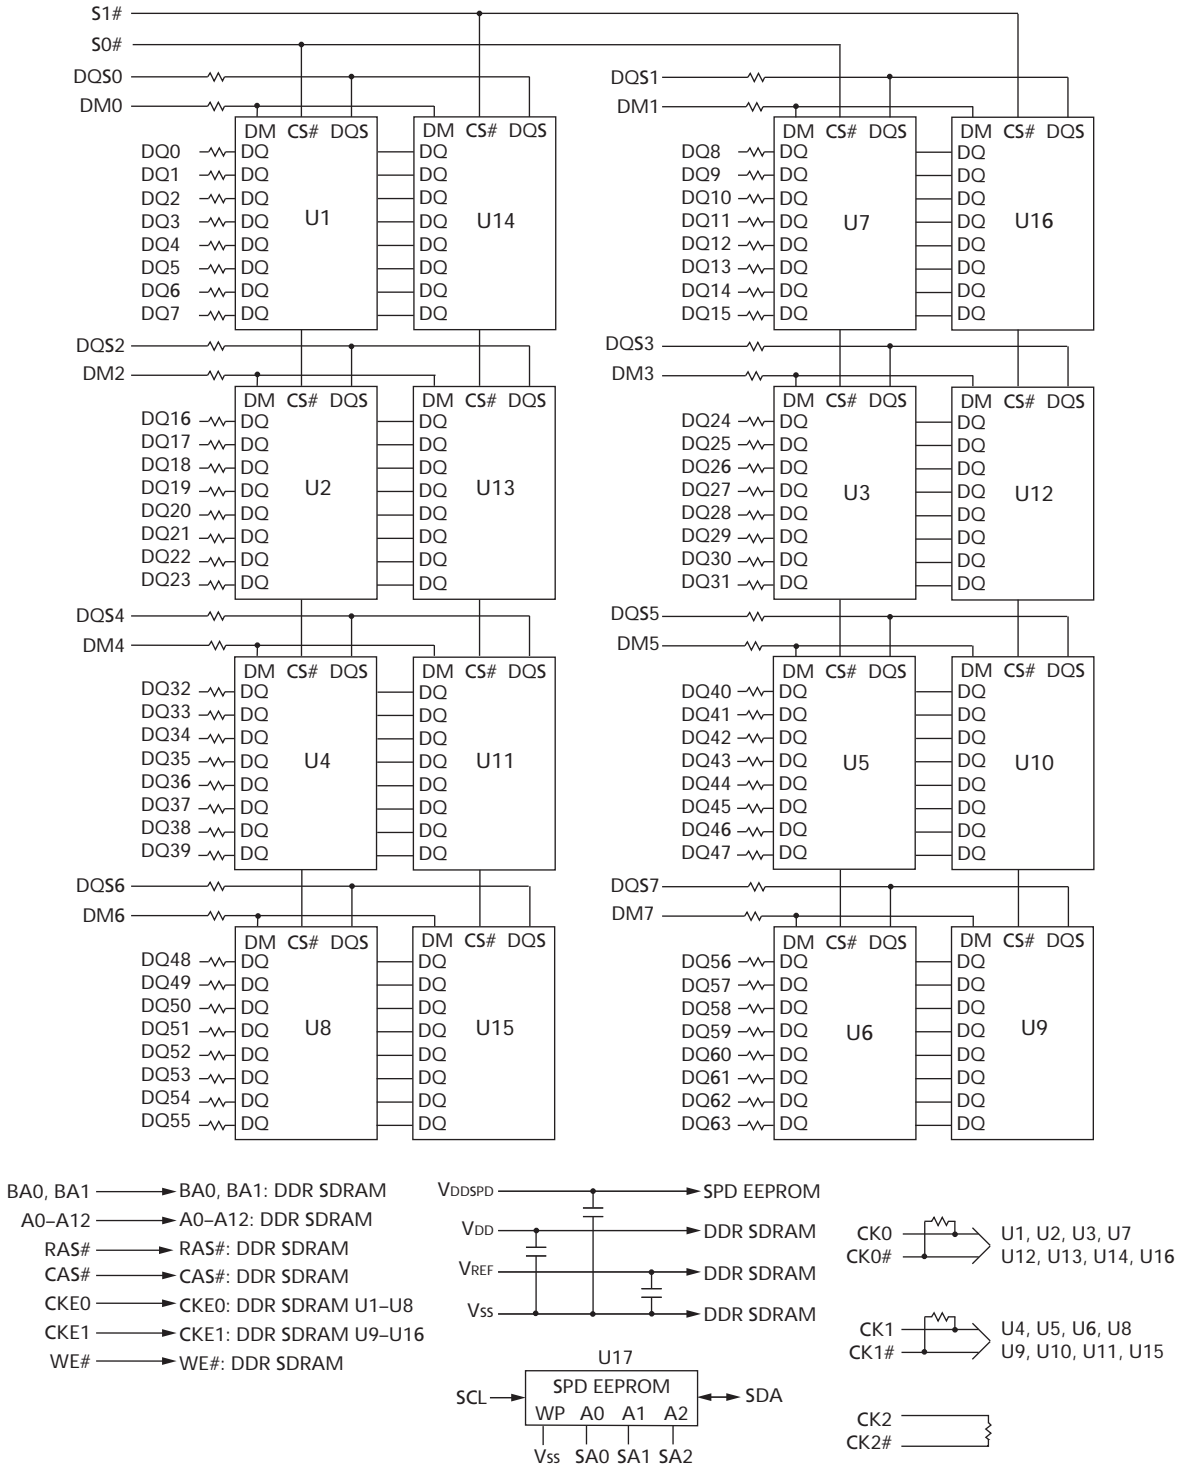 S1#
S0#
DQS0
DM0
DM CS# DQS
DM CS# DQS
DQ0 DQ DQ
DQ1 DQ DQ
DQ2 DQ DQ
DQ3 DQ DQ
DQ4 DQ DQ
DQ5 DQ DQ
DQ6 DQ DQ
DQ7 DQ DQ
U1
U14
DQS1
DM1
DM CS# DQS
DM CS# DQS
DQ8 DQ DQ
DQ9 DQ DQ
DQ10 DQ DQ
DQ11 DQ DQ
DQ12 DQ DQ
DQ13 DQ DQ
DQ14 DQ DQ
DQ15 DQ DQ
U7
U16
DQS2
DM2
DM CS# DQS
DM CS# DQS
DQ16 DQ DQ
DQ17 DQ DQ
DQ18 DQ DQ
DQ19 DQ DQ
DQ20 DQ DQ
DQ21 DQ DQ
DQ22 DQ DQ
DQ23 DQ DQ
U2
U13
DQS3
DM3
DM CS# DQS
DM CS# DQS
DQ24 DQ DQ
DQ25 DQ DQ
DQ26 DQ DQ
DQ27 DQ DQ
DQ28 DQ DQ
DQ29 DQ DQ
DQ30 DQ DQ
DQ31 DQ DQ
U3
U12
DQS4
DM4
DM CS# DQS
DM CS# DQS
DQ32 DQ DQ
DQ33 DQ DQ
DQ34 DQ DQ
DQ35 DQ DQ
DQ36 DQ DQ
DQ37 DQ DQ
DQ38 DQ DQ
DQ39 DQ DQ
U4
U11
DQS5
DM5
DM CS# DQS
DM CS# DQS
DQ40 DQ DQ
DQ41 DQ DQ
DQ42 DQ DQ
DQ43 DQ DQ
DQ44 DQ DQ
DQ45 DQ DQ
DQ46 DQ DQ
DQ47 DQ DQ
U5
U10
DQS6
DM6
DM CS# DQS
DM CS# DQS
DQ48 DQ DQ
DQ49 DQ DQ
DQ50 DQ DQ
DQ51 DQ DQ
DQ52 DQ DQ
DQ53 DQ DQ
DQ54 DQ DQ
DQ55 DQ DQ
U8
U15
DQS7
DM7
DM CS# DQS
DM CS# DQS
DQ56 DQ DQ
DQ57 DQ DQ
DQ58 DQ DQ
DQ59 DQ DQ
DQ60 DQ DQ
DQ61 DQ DQ
DQ62 DQ DQ
DQ63 DQ DQ
U6
U9
BA0, BA1 BA0, BA1: DDR SDRAM
A0–A12 A0–A12: DDR SDRAM
RAS# RAS#: DDR SDRAM
CAS# CAS#: DDR SDRAM
CKE0 CKE0: DDR SDRAM U1–U8
CKE1 CKE1: DDR SDRAM U9–U16
WE# WE#: DDR SDRAM
VDDSPD SPD EEPROM
VDD DDR SDRAM
VREF DDR SDRAM
VSS DDR SDRAM
U17
SPD EEPROM
SCL SDA
WP A0 A1 A2
VSS SA0 SA1 SA2
CK0 U1, U2, U3, U7
CK0# U12, U13, U14, U16
CK1 U4, U5, U6, U8
CK1# U9, U10, U11, U15
CK2
CK2#